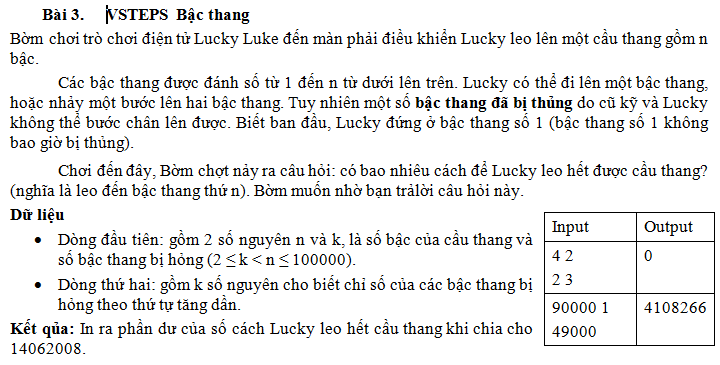 Bài 3. VSTEPS Bậc thang
Bờm chơi trò chơi điện tử Lucky Luke đến màn phải điều khiển Lucky leo lên một cầu thang gồm n
bậc.
Các bậc thang được đánh số từ 1 đến n từ dưới lên trên. Lucky có thể đi lên một bậc thang,
hoặc nhảy một bước lên hai bậc thang. Tuy nhiên một số bậc thang đã bị thủng do cũ kỹ và Lucky
không thể bước chân lên được. Biết ban đầu, Lucky đứng ở bậc thang số 1 (bậc thang số 1 không
bao giờ bị thủng).
Chơi đến đây, Bờm chợt nảy ra câu hỏi: có bao nhiêu cách để Lucky leo hết được cầu thang?
(nghĩa là leo đến bậc thang thứ n). Bờm muốn nhờ bạn trảlời câu hỏi này.
Dữ liệu
• Dòng đầu tiên: gồm 2 số nguyên n và k, là số bậc của cầu thang và
số bậc thang bị hỏng (2 ≤ k < n ≤ 100000).
• Dòng thứ hai: gồm k số nguyên cho biết chỉ số của các bậc thang bị
hỏng theo thứ tự tăng dần.
Kết qủa: In ra phần dư của số cách Lucky leo hết cầu thang khi chia cho
14062008.
Input Output
4 2 0
2 3
90000 1 4108266
49000